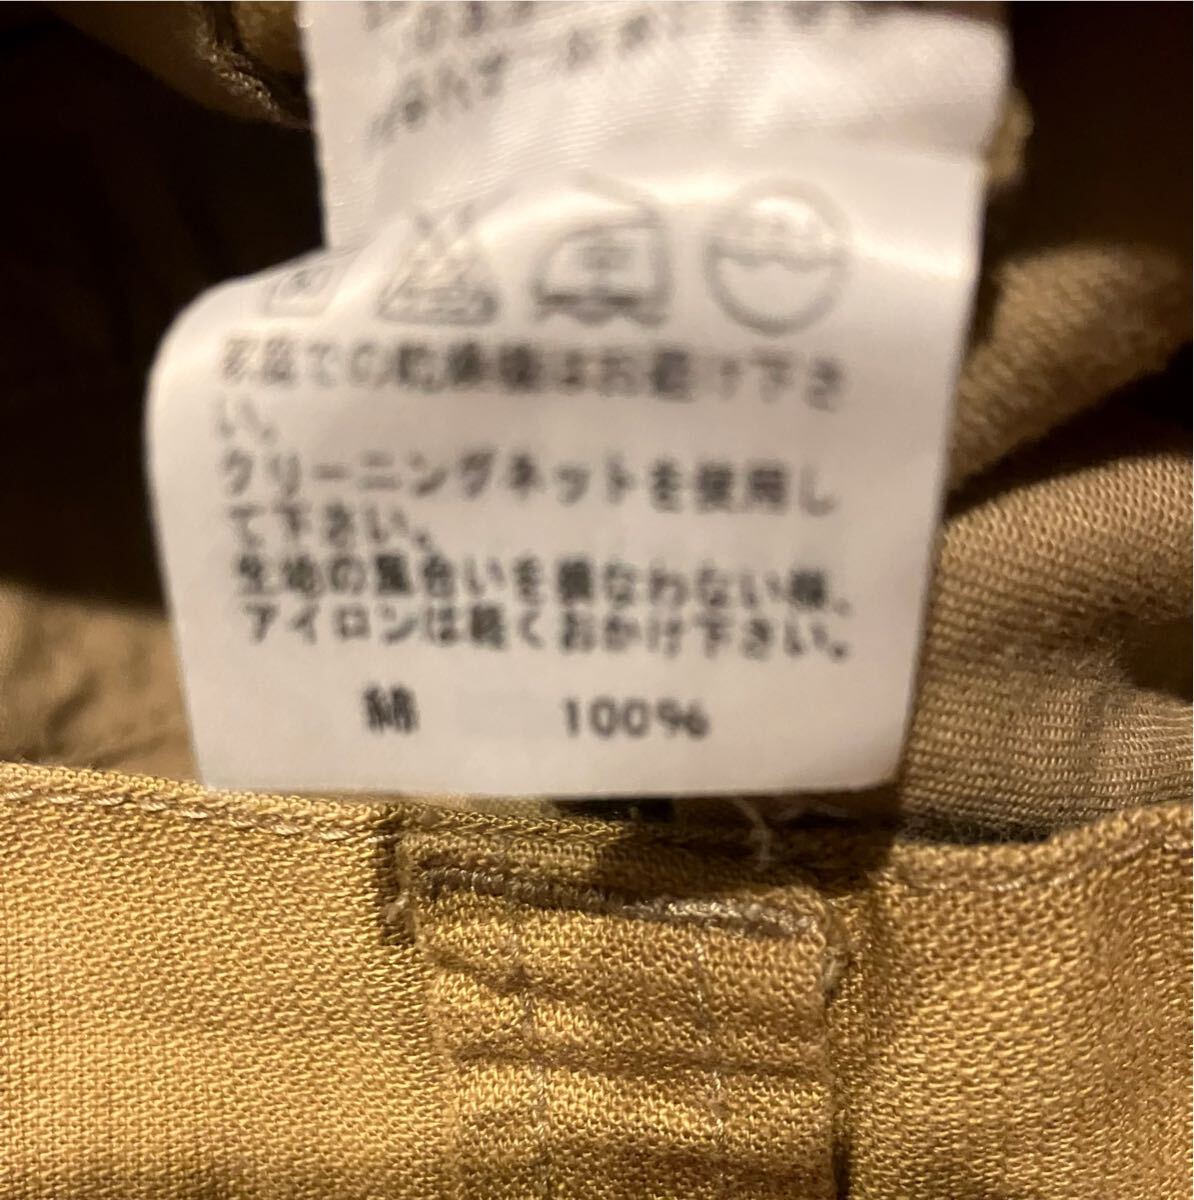 家庭での乾燥機はお避け下さ
い。
クリーニングネットを使用し
て下さい。
生地の風合いを損なわない様、
アイロンは軽くおかけ下さい。
綿 100%